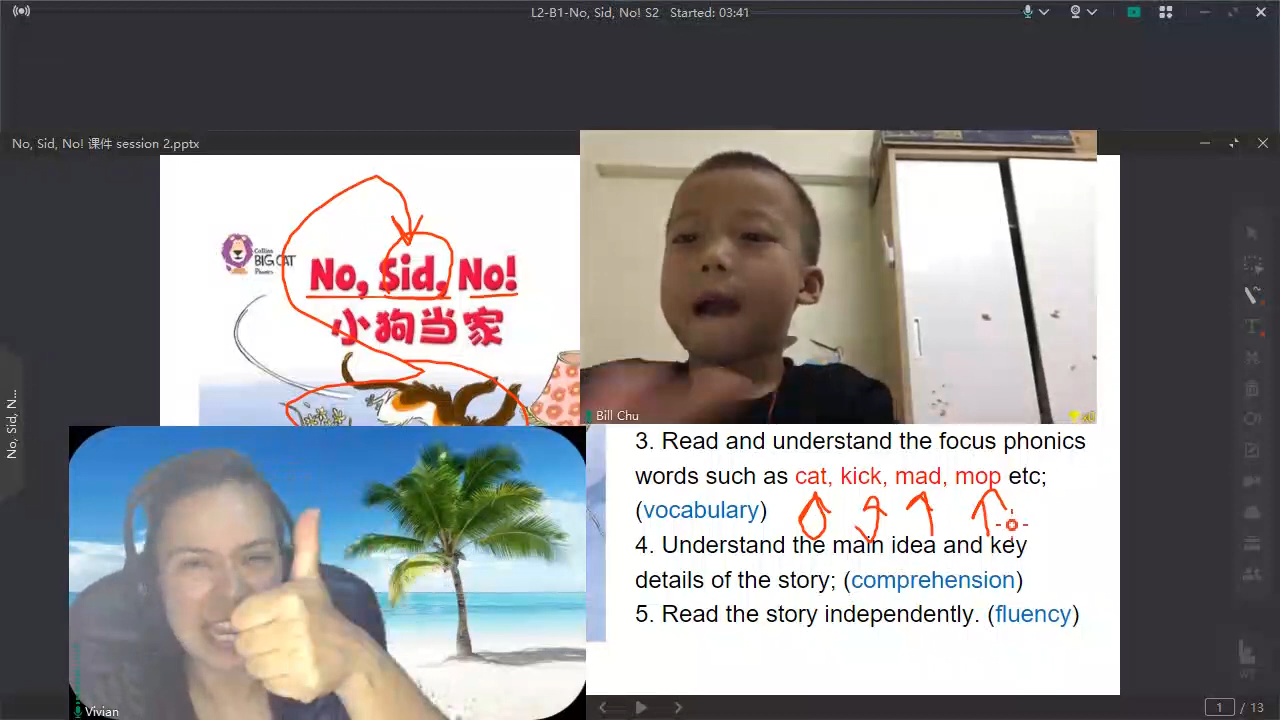 L2-B1-No, Sid, No! S2 Started: 03:41
No, Sid, No! 课件 session 2.pptx
Collins
BIG CAT
Phonics
No, Sid, No!
小狗当家
Bill Chu
x0
No, Sid, N...
3. Read and understand the focus phonics
words such as cat, kick, mad, mop etc;
(vocabulary)
4. Understand the main idea and key
details of the story; (comprehension)
5. Read the story independently. (fluency)
Vivian
WT
1 / 13